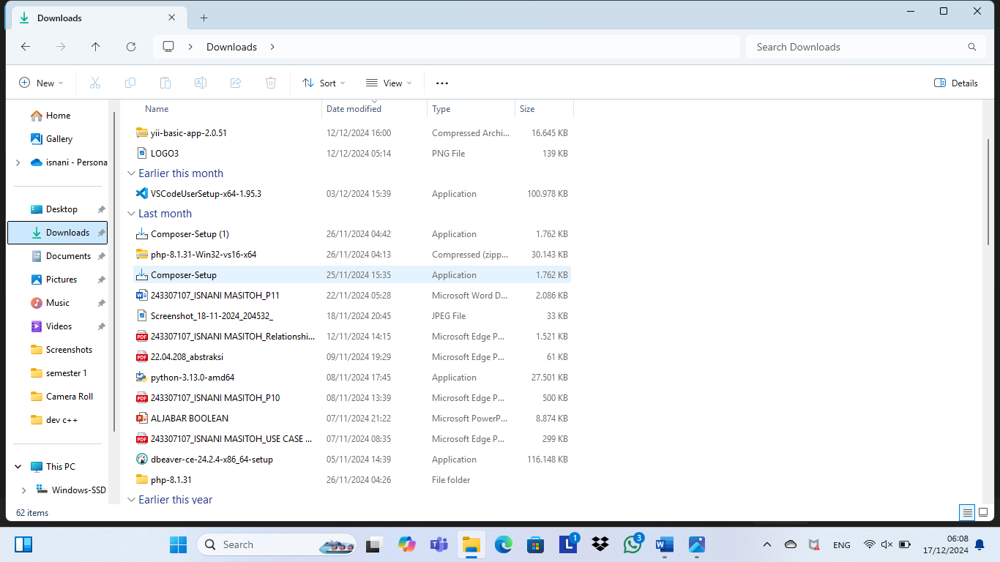 Downloads
Downloads
Search Downloads
New
Sort
View
Details
Home
Gallery
isnani - Persona
Desktop
Downloads
Documents
Pictures
Music
Videos
Screenshots
semester 1
Camera Roll
dev c++
This PC
Windows-SSD
Name Date modified Type Size
yii-basic-app-2.0.51 12/12/2024 16:00 Compressed Archi... 16.645 KB
LOGO3 12/12/2024 05:14 PNG File 139 KB
Earlier this month
VSCodeUserSetup-x64-1.95.3 03/12/2024 15:39 Application 100.978 KB
Last month
Composer-Setup (1) 26/11/2024 04:42 Application 1.762 KB
php-8.1.31-Win32-vs16-x64 26/11/2024 04:13 Compressed (zipp... 30.143 KB
Composer-Setup 25/11/2024 15:35 Application 1.762 KB
243307107_ISNANI MASITOH_P11 22/11/2024 05:28 Microsoft Word D... 2.086 KB
Screenshot_18-11-2024_204532_ 18/11/2024 20:45 JPEG File 33 KB
243307107_ISNANI MASITOH_Relationshi... 12/11/2024 14:15 Microsoft Edge P... 1.521 KB
22.04.208_abstraksi 09/11/2024 19:29 Microsoft Edge P... 61 KB
python-3.13.0-amd64 08/11/2024 17:45 Application 27.501 KB
243307107_ISNANI MASITOH_P10 08/11/2024 13:39 Microsoft Edge P... 500 KB
ALJABAR BOOLEAN 07/11/2024 21:22 Microsoft PowerP... 8.874 KB
243307107_ISNANI MASITOH_USE CASE ... 07/11/2024 08:35 Microsoft Edge P... 299 KB
dbeaver-ce-24.2.4-x86_64-setup 05/11/2024 14:39 Application 116.148 KB
php-8.1.31 26/11/2024 04:26 File folder
Earlier this year
62 items
Search
1
3
ENG
06:08
17/12/2024